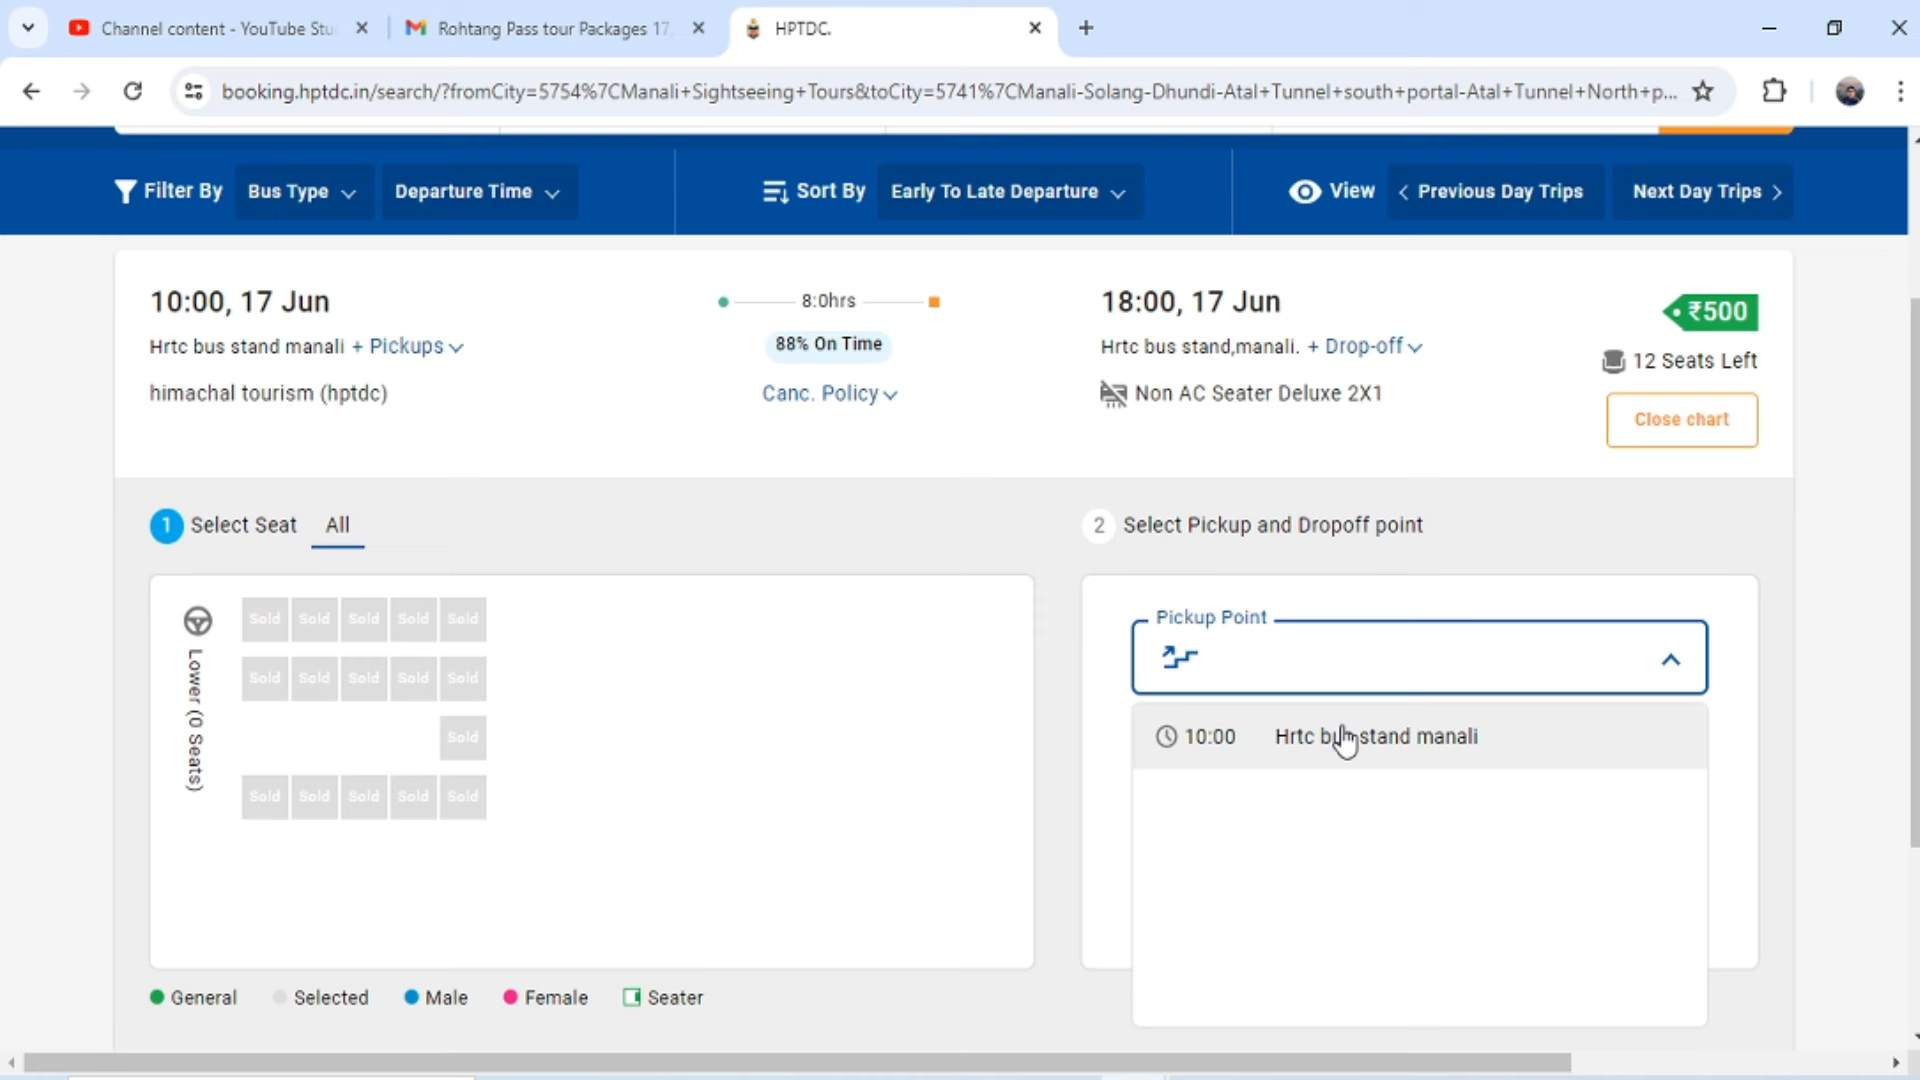 Channel content - YouTube Stu
Rohtang Pass tour Packages 17,
HPTDC.
booking.hptdc.in/search/?fromCity=5754%7CManali+Sightseeing+Tours&toCity=5741%7CManali-Solang-Dhundi-Atal+Tunnel+south+portal-Atal+Tunnel+North+p...
Filter By
Bus Type
Departure Time
Sort By
Early To Late Departure
View
Previous Day Trips
Next Day Trips
10:00, 17 Jun
8:0hrs
18:00, 17 Jun
₹500
Hrtc bus stand manali + Pickups
88% On Time
Hrtc bus stand,manali. + Drop-off
12 Seats Left
himachal tourism (hptdc)
Canc. Policy
Non AC Seater Deluxe 2X1
Close chart
1 Select Seat All
2 Select Pickup and Dropoff point
Lower (0 Seats)
Sold Sold Sold Sold Sold
Sold Sold Sold Sold Sold
Sold
Sold Sold Sold Sold Sold
Pickup Point
10:00 Hrtc bus stand manali
General
Selected
Male
Female
Seater